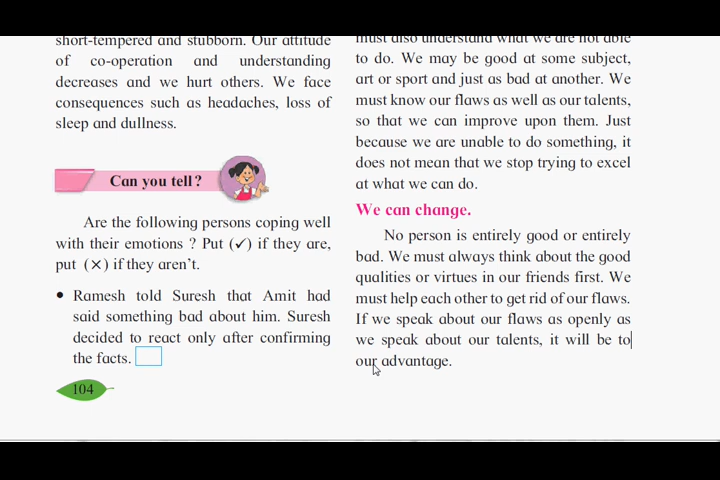 short-tempered and stubborn. Our attitude
of co-operation and understanding
decreases and we hurt others. We face
consequences such as headaches, loss of
sleep and dullness.
Can you tell?
Are the following persons coping well
with their emotions ? Put (✓) if they are,
put (×) if they aren't.
• Ramesh told Suresh that Amit had
said something bad about him. Suresh
decided to react only after confirming
the facts.
104
must also understand what we are not able
to do. We may be good at some subject,
art or sport and just as bad at another. We
must know our flaws as well as our talents,
so that we can improve upon them. Just
because we are unable to do something, it
does not mean that we stop trying to excel
at what we can do.
We can change.
No person is entirely good or entirely
bad. We must always think about the good
qualities or virtues in our friends first. We
must help each other to get rid of our flaws.
If we speak about our flaws as openly as
we speak about our talents, it will be to
our advantage.